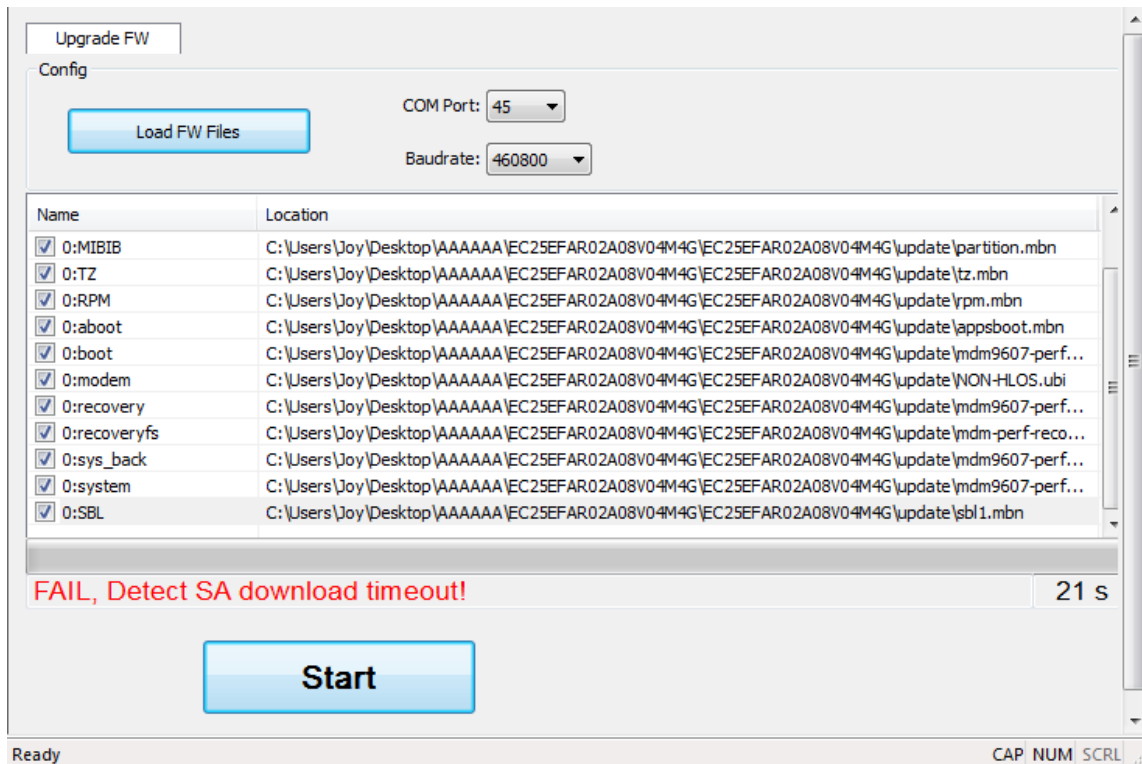 Upgrade FW
Config
Load FW Files
COM Port: 45
Baudrate: 460800
Name Location
0:MIBIB C:\Users\Joy\Desktop\AAAAAA\EC25EFAR02A08V04M4G\EC25EFAR02A08V04M4G\update\partition.mbn
0:TZ C:\Users\Joy\Desktop\AAAAAA\EC25EFAR02A08V04M4G\EC25EFAR02A08V04M4G\update\tz.mbn
0:RPM C:\Users\Joy\Desktop\AAAAAA\EC25EFAR02A08V04M4G\EC25EFAR02A08V04M4G\update\rpm.mbn
0:aboot C:\Users\Joy\Desktop\AAAAAA\EC25EFAR02A08V04M4G\EC25EFAR02A08V04M4G\update\appsboot.mbn
0:boot C:\Users\Joy\Desktop\AAAAAA\EC25EFAR02A08V04M4G\EC25EFAR02A08V04M4G\update\mdm9607-perf...
0:modem C:\Users\Joy\Desktop\AAAAAA\EC25EFAR02A08V04M4G\EC25EFAR02A08V04M4G\update\NON-HLOS.ubi
0:recovery C:\Users\Joy\Desktop\AAAAAA\EC25EFAR02A08V04M4G\EC25EFAR02A08V04M4G\update\mdm9607-perf...
0:recoveryfs C:\Users\Joy\Desktop\AAAAAA\EC25EFAR02A08V04M4G\EC25EFAR02A08V04M4G\update\mdm-perf-reco...
0:sys_back C:\Users\Joy\Desktop\AAAAAA\EC25EFAR02A08V04M4G\EC25EFAR02A08V04M4G\update\mdm9607-perf...
0:system C:\Users\Joy\Desktop\AAAAAA\EC25EFAR02A08V04M4G\EC25EFAR02A08V04M4G\update\mdm9607-perf...
0:SBL C:\Users\Joy\Desktop\AAAAAA\EC25EFAR02A08V04M4G\EC25EFAR02A08V04M4G\update\sbl1.mbn
FAIL, Detect SA download timeout! 21 s
Start
Ready CAP NUM SCRL